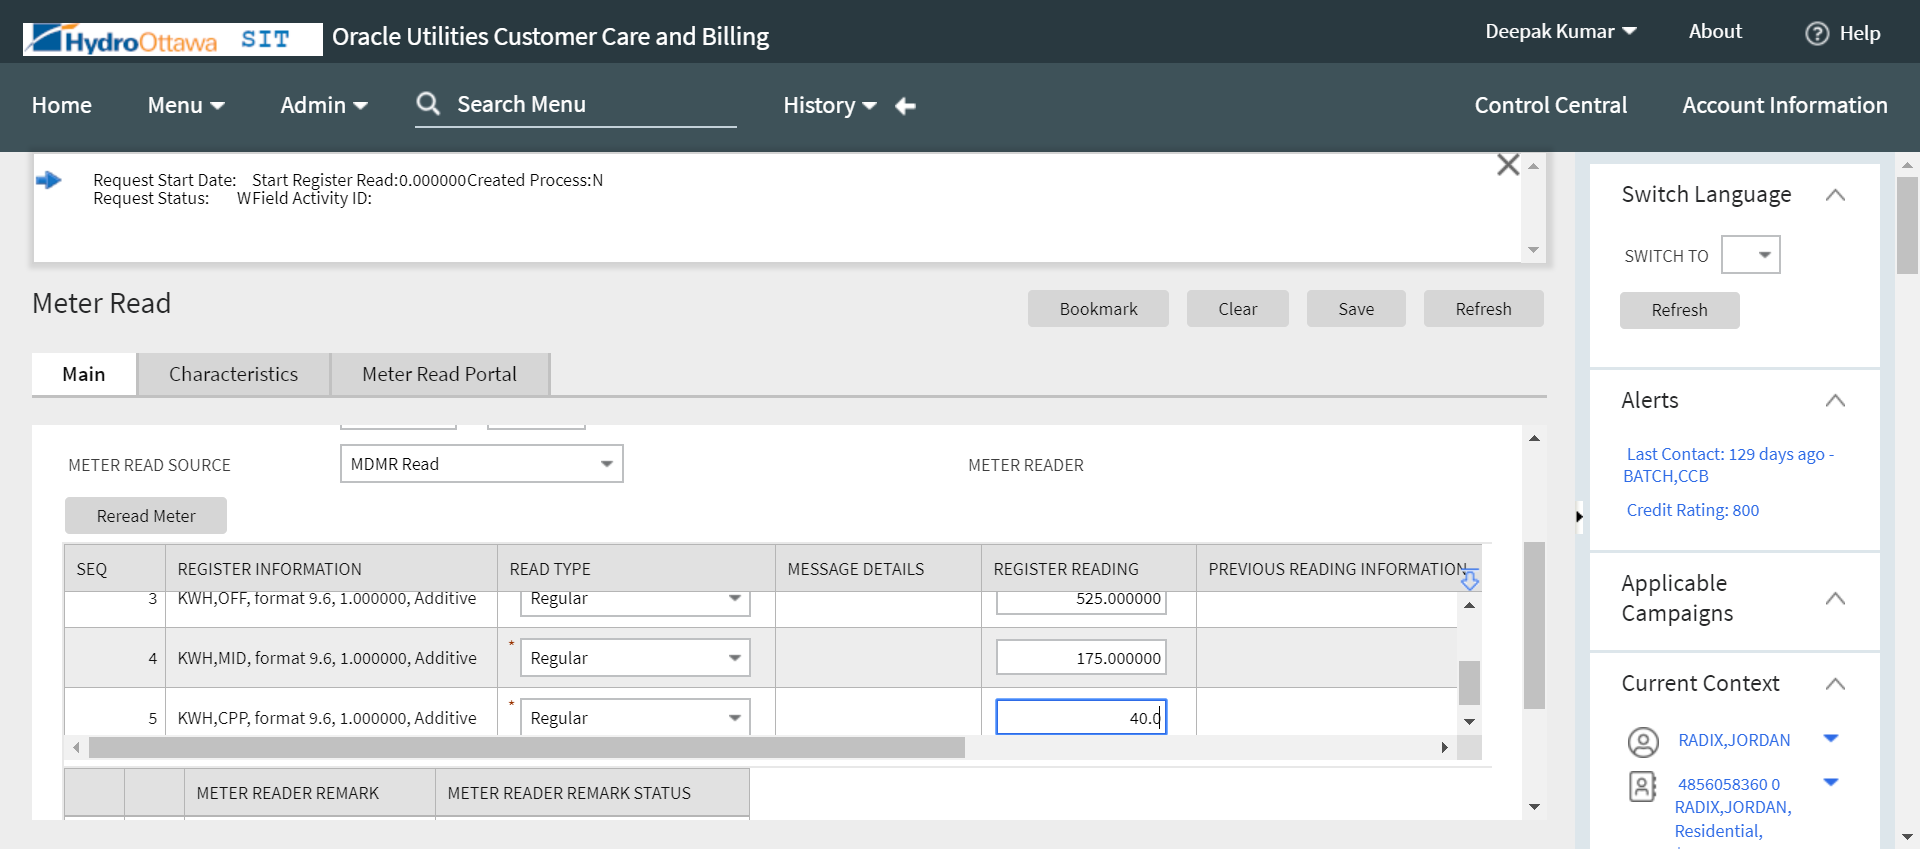 HydroOttawa SIT Oracle Utilities Customer Care and Billing
Deepak Kumar About ? Help
Home Menu Admin Search Menu History Control Central Account Information
Request Start Date: Start Register Read:0.000000Created Process:N
Request Status: WField Activity ID:
Meter Read
Bookmark Clear Save Refresh
Main Characteristics Meter Read Portal
METER READ SOURCE MDMR Read METER READER
Reread Meter
SEQ REGISTER INFORMATION READ TYPE MESSAGE DETAILS REGISTER READING PREVIOUS READING INFORMATION
3 KWH,OFF, format 9.6, 1.000000, Additive Regular 525.000000
4 KWH,MID, format 9.6, 1.000000, Additive * Regular 175.000000
5 KWH,CPP, format 9.6, 1.000000, Additive * Regular 40.0
METER READER REMARK METER READER REMARK STATUS
Switch Language
SWITCH TO
Refresh
Alerts
Last Contact: 129 days ago -
BATCH,CCB
Credit Rating: 800
Applicable
Campaigns
Current Context
RADIX,JORDAN
4856058360 0
RADIX,JORDAN,
Residential,